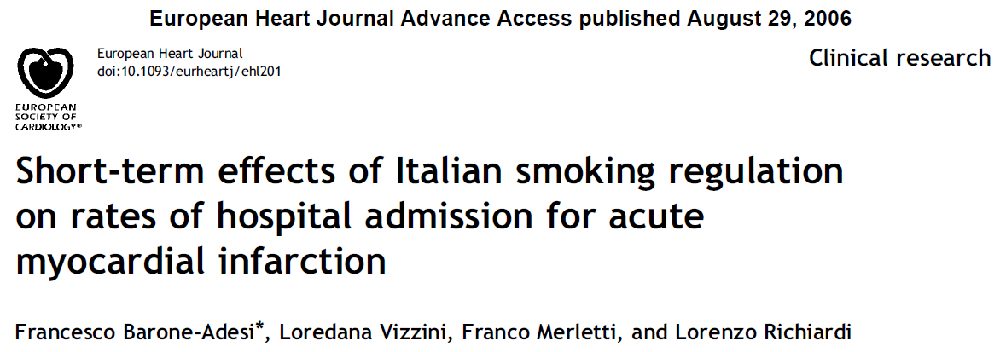 European Heart Journal Advance Access published August 29, 2006
European Heart Journal
doi:10.1093/eurheartj/ehl201
Clinical research
EUROPEAN
SOCIETY OF
CARDIOLOGY®
Short-term effects of Italian smoking regulation
on rates of hospital admission for acute
myocardial infarction
Francesco Barone-Adesi*, Loredana Vizzini, Franco Merletti, and Lorenzo Richiardi